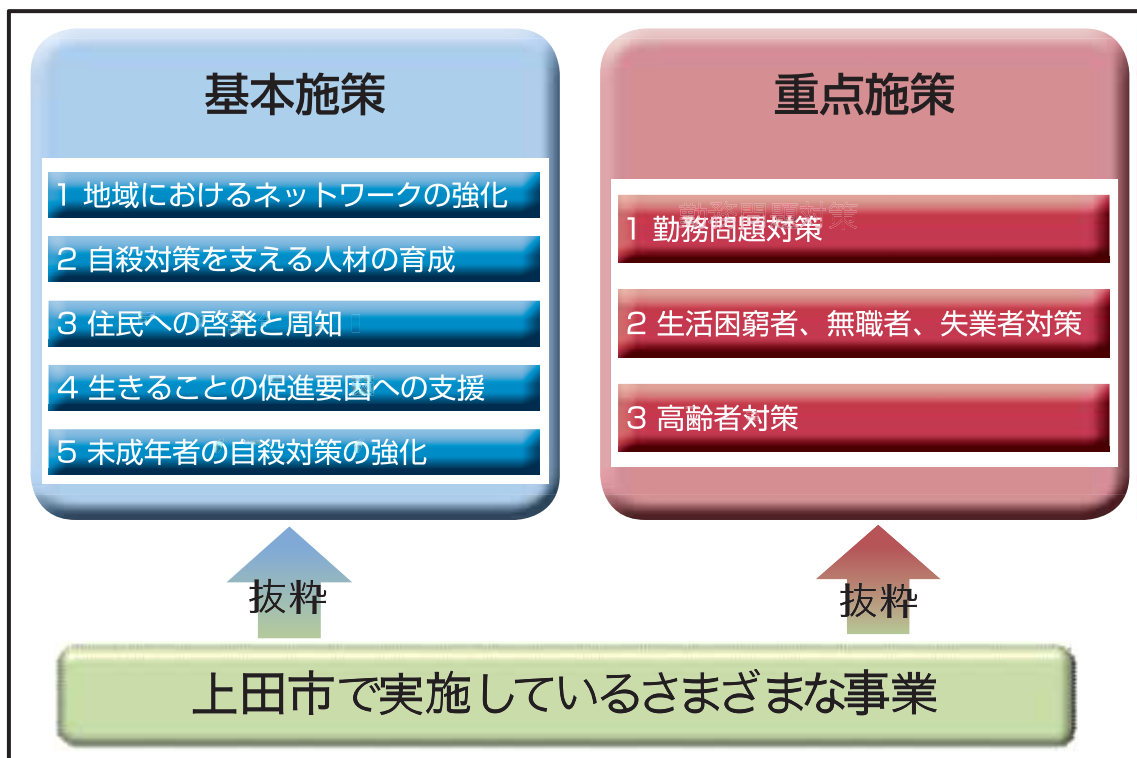 基本施策
1 地域におけるネットワークの強化
2 自殺対策を支える人材の育成
3 住民への啓発と周知
4 生きることの促進要因への支援
5 未成年者の自殺対策の強化
重点施策
1 勤務問題対策
2 生活困窮者、無職者、失業者対策
3 高齢者対策
抜粋
抜粋
上田市で実施しているさまざまな事業